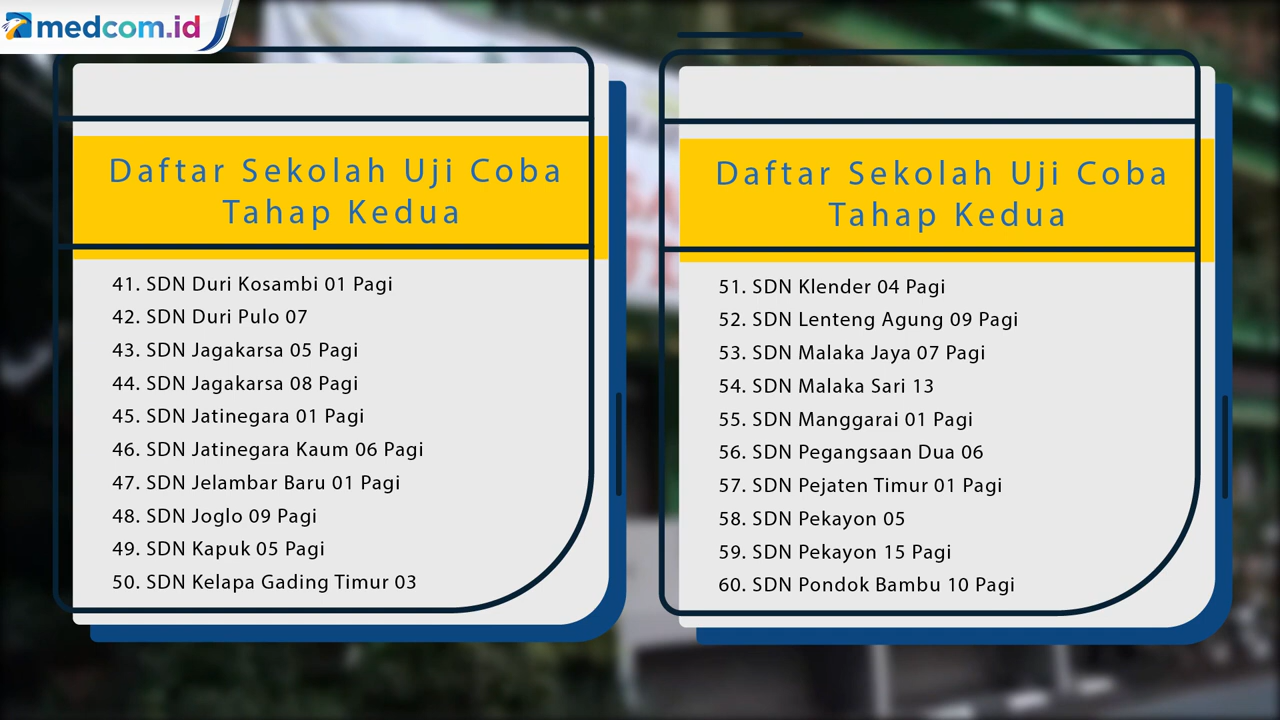 medcom.id
Daftar Sekolah Uji Coba
Tahap Kedua
41. SDN Duri Kosambi 01 Pagi
42. SDN Duri Pulo 07
43. SDN Jagakarsa 05 Pagi
44. SDN Jagakarsa 08 Pagi
45. SDN Jatinegara 01 Pagi
46. SDN Jatinegara Kaum 06 Pagi
47. SDN Jelambar Baru 01 Pagi
48. SDN Joglo 09 Pagi
49. SDN Kapuk 05 Pagi
50. SDN Kelapa Gading Timur 03
Daftar Sekolah Uji Coba
Tahap Kedua
51. SDN Klender 04 Pagi
52. SDN Lenteng Agung 09 Pagi
53. SDN Malaka Jaya 07 Pagi
54. SDN Malaka Sari 13
55. SDN Manggarai 01 Pagi
56. SDN Pegangsaan Dua 06
57. SDN Pejaten Timur 01 Pagi
58. SDN Pekayon 05
59. SDN Pekayon 15 Pagi
60. SDN Pondok Bambu 10 Pagi